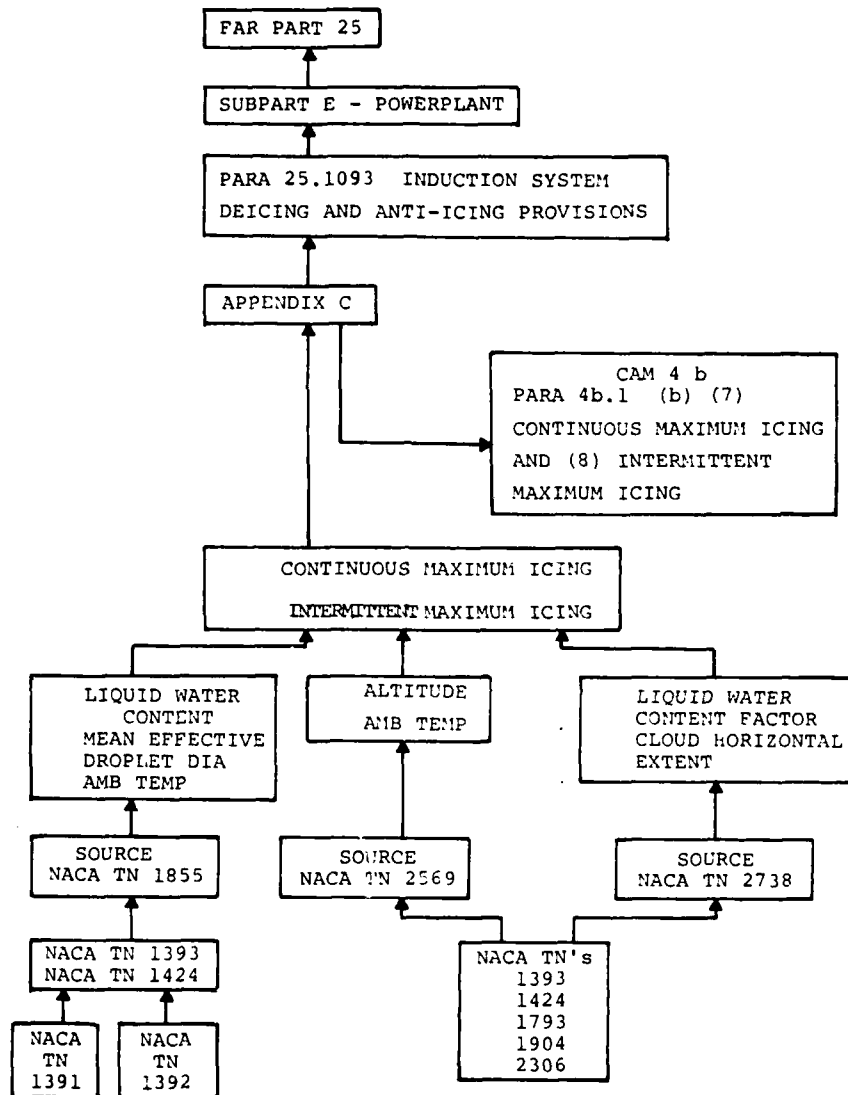 FAR PART 25
SUBPART E - POWERPLANT
PARA 25.1093 INDUCTION SYSTEM
DEICING AND ANTI-ICING PROVISIONS
APPENDIX C
CAM 4 b
PARA 4b.1 (b) (7)
CONTINUOUS MAXIMUM ICING
AND (8) INTERMITTENT
MAXIMUM ICING
CONTINUOUS MAXIMUM ICING
INTERMITTENT MAXIMUM ICING
LIQUID WATER
CONTENT
MEAN EFFECTIVE
DROPLET DIA
AMB TEMP
ALTITUDE
AMB TEMP
LIQUID WATER
CONTENT FACTOR
CLOUD HORIZONTAL
EXTENT
SOURCE
NACA TN 1855
SOURCE
NACA TN 2569
SOURCE
NACA TN 2738
NACA TN 1393
NACA TN 1424
NACA TN's
1393
1424
1793
1904
2306
NACA
TN
1391
NACA
TN
1392